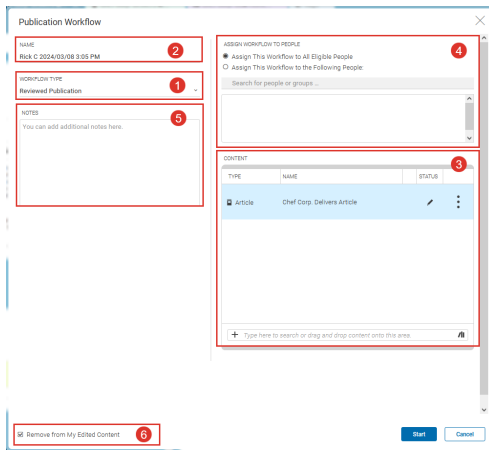 Publication Workflow
NAME
Rick C 2024/03/08 3:05 PM
2
WORKFLOW TYPE
Reviewed Publication
1
NOTES
5
You can add additional notes here.
ASSIGN WORKFLOW TO PEOPLE
4
Assign This Workflow to All Eligible People
Assign This Workflow to the Following People:
Search for people or groups ...
CONTENT
3
TYPE NAME STATUS
Article Chef Corp. Delivers Article
Type here to search or drag and drop content onto this area.
Remove from My Edited Content
6
Start Cancel